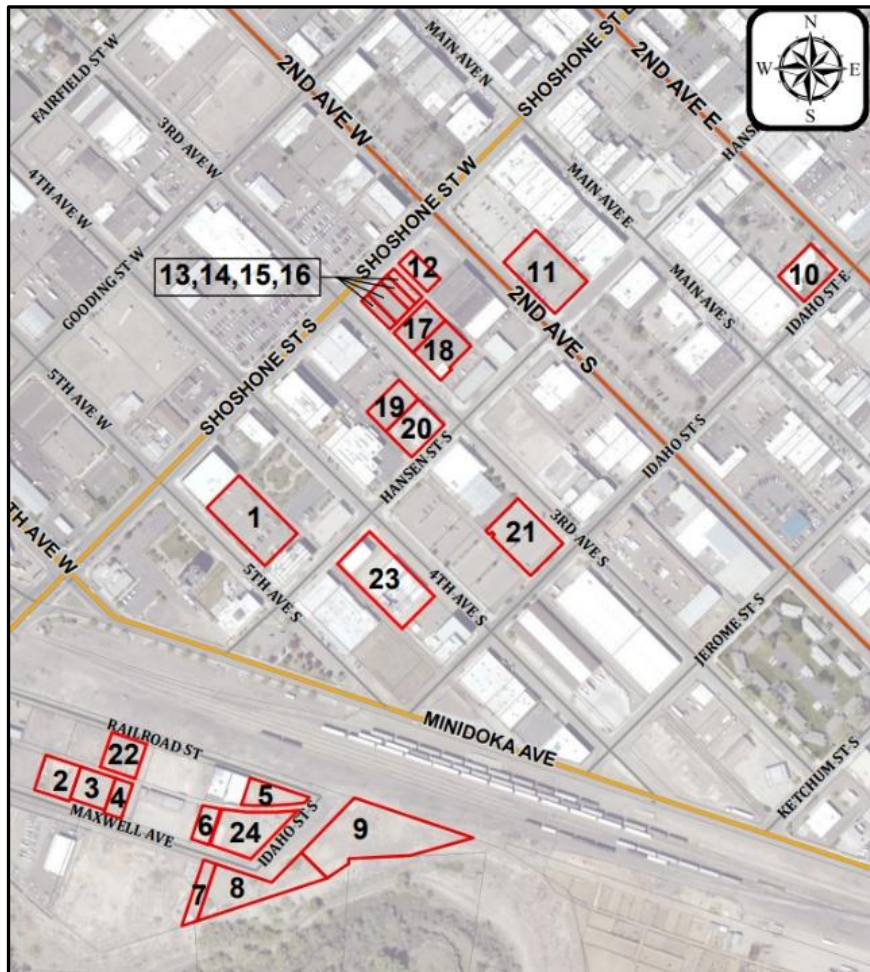 N
W E
S
FAIRFIELD ST W
MAIN AVE N
SHOSHONE ST E
2ND AVE W
2ND AVE E
3RD AVE W
4TH AVE W
SHOSHONE ST W
MAIN AVE E
GOODING ST W
13,14,15,16
12
11
10
MAIN AVE S
IDAHO ST E
17
18
2ND AVE S
5TH AVE W
SHOSHONE ST S
19
20
HANSEN ST S
IDAHO ST S
1
21
3RD AVE S
TH AVE W
5TH AVE S
23
4TH AVE S
JEROME ST S
MINIDOKA AVE
RAILROAD ST
22
2
3
4
5
KETCHUM ST S
MAXWELL AVE
6
24
IDAHO ST S
9
7
8